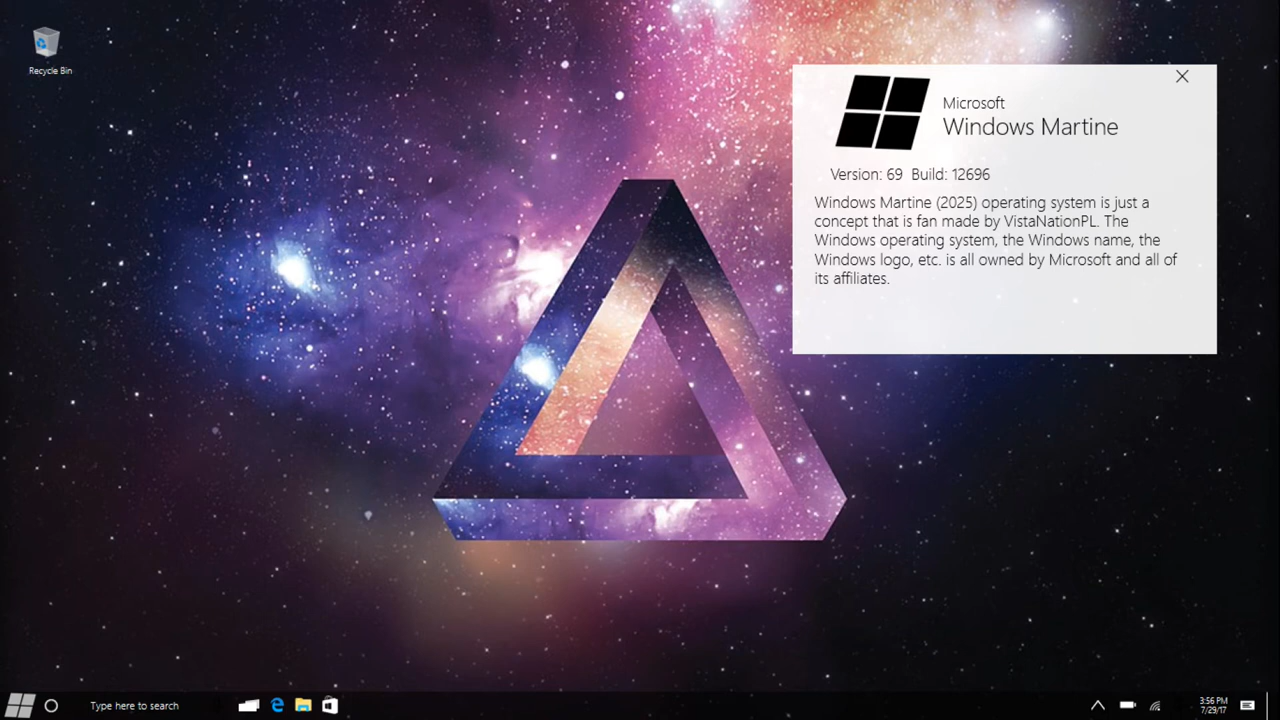 Recycle Bin
Microsoft
Windows Martine
Version: 69 Build: 12696
Windows Martine (2025) operating system is just a
concept that is fan made by VistaNationPL. The
Windows operating system, the Windows name, the
Windows logo, etc. is all owned by Microsoft and all of
its affiliates.
Type here to search
3:56 PM
7/29/17